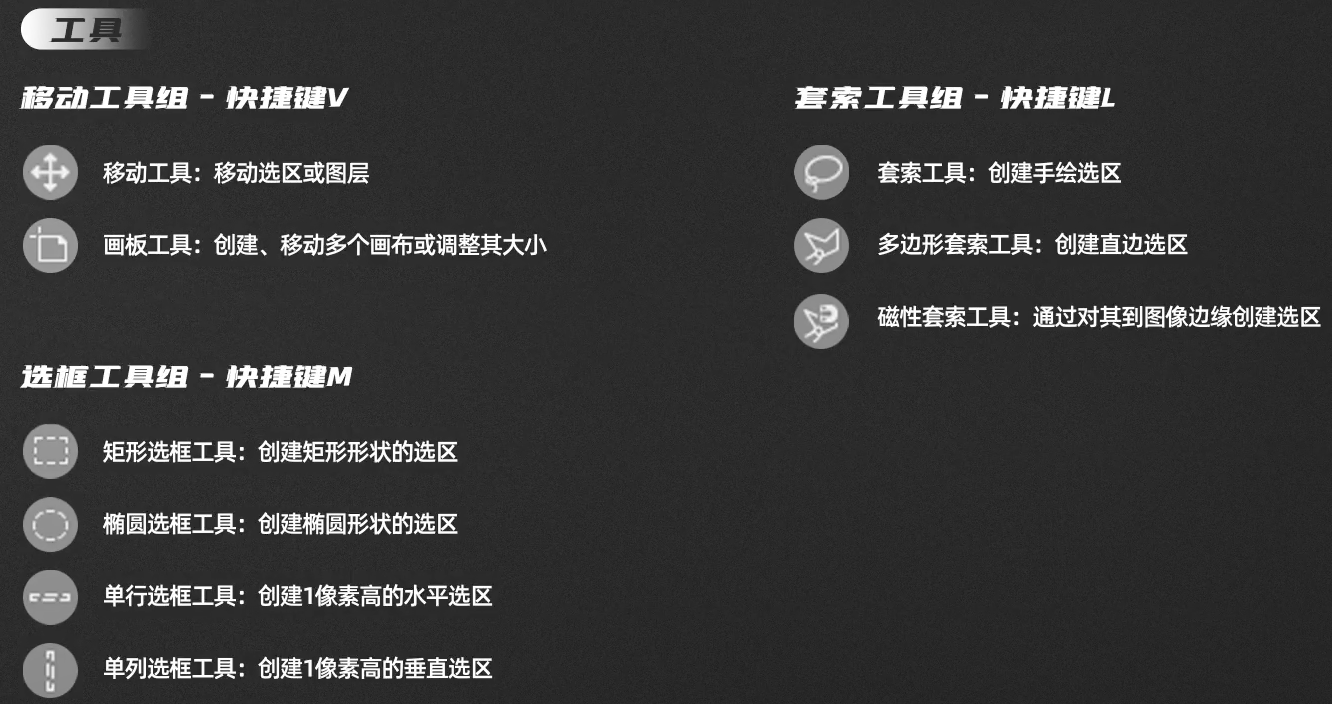 工具
移动工具组 - 快捷键V
移动工具：移动选区或图层
画板工具：创建、移动多个画布或调整其大小
选框工具组 - 快捷键M
矩形选框工具：创建矩形形状的选区
椭圆选框工具：创建椭圆形状的选区
单行选框工具：创建1像素高的水平选区
单列选框工具：创建1像素高的垂直选区
套索工具组 - 快捷键L
套索工具：创建手绘选区
多边形套索工具：创建直边选区
磁性套索工具：通过对其到图像边缘创建选区